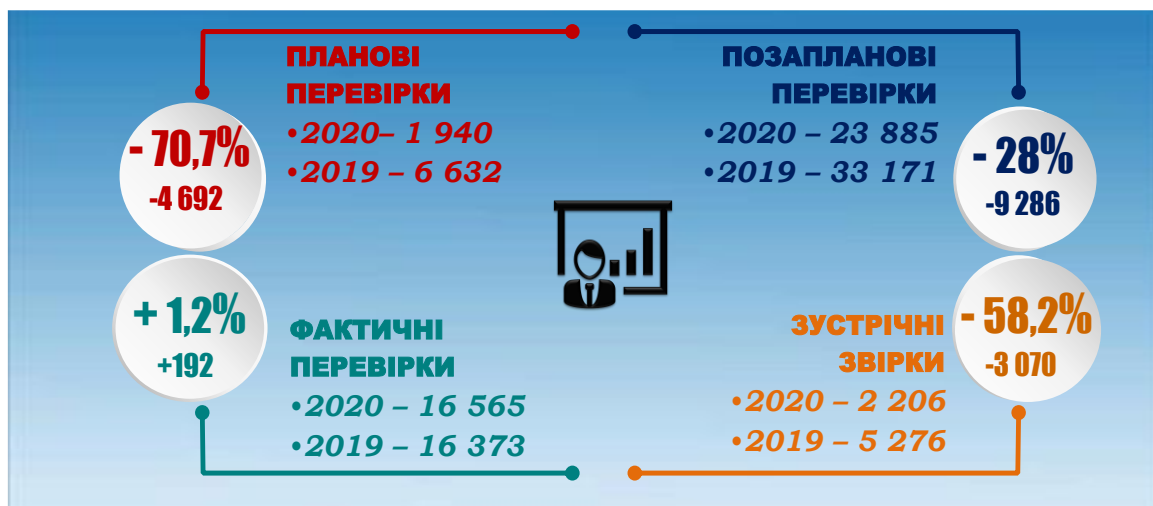 ПЛАНОВІ
ПЕРЕВІРКИ
•2020– 1 940
•2019 – 6 632
- 70,7%
-4 692
ПОЗАПЛАНОВІ
ПЕРЕВІРКИ
•2020 – 23 885
•2019 – 33 171
- 28%
-9 286
+ 1,2%
+192
ФАКТИЧНІ
ПЕРЕВІРКИ
•2020 – 16 565
•2019 – 16 373
ЗУСТРІЧНІ
ЗВІРКИ
•2020 – 2 206
•2019 – 5 276
- 58,2%
-3 070